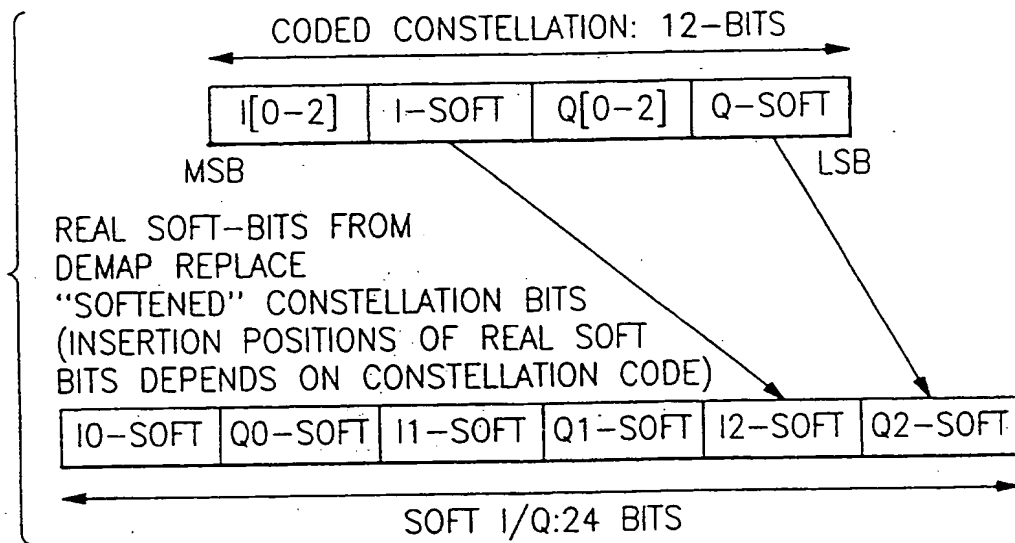 CODED CONSTELLATION: 12-BITS
I[0-2] I-SOFT Q[0-2] Q-SOFT
MSB LSB
REAL SOFT-BITS FROM
DEMAP REPLACE
“SOFTENED” CONSTELLATION BITS
(INSERTION POSITIONS OF REAL SOFT
BITS DEPENDS ON CONSTELLATION CODE)
I0-SOFT Q0-SOFT I1-SOFT Q1-SOFT I2-SOFT Q2-SOFT
SOFT I/Q:24 BITS